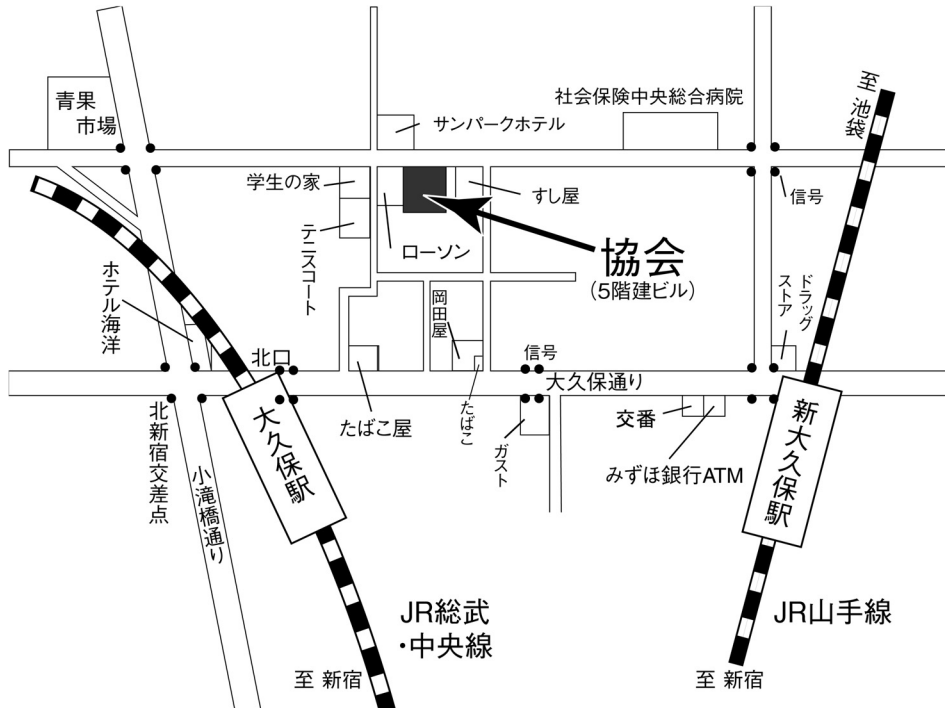 至 池袋
青果
市場
社会保険中央総合病院
サンパークホテル
学生の家
すし屋
信号
テニスコート
ローソン
協会
(5階建ビル)
ホテル海洋
岡田屋
ドラッグ
ストア
北口
信号
大久保通り
たばこ屋
たばこ
ガスト
交番
みずほ銀行ATM
北新宿交差点
小滝橋通り
大久保駅
新大久保駅
JR総武
・中央線
JR山手線
至 新宿
至 新宿